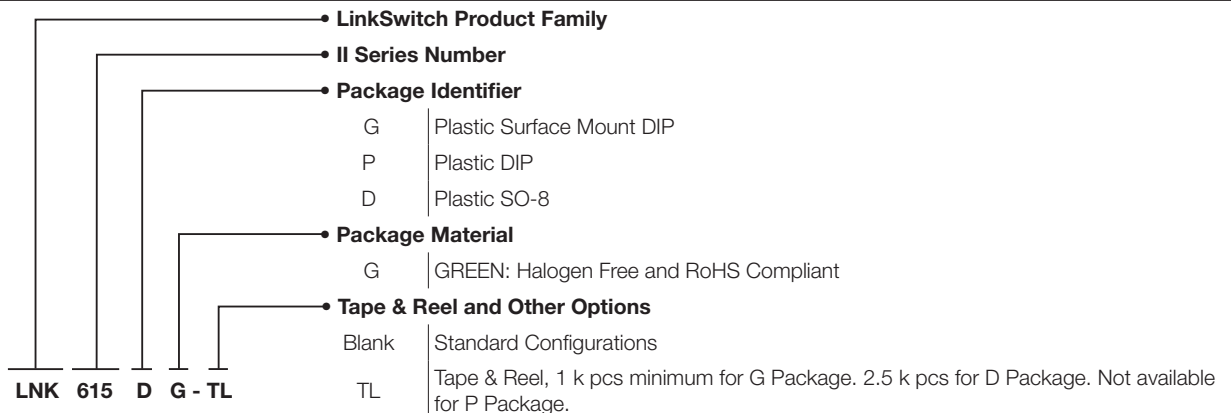 LinkSwitch Product Family
II Series Number
Package Identifier
G Plastic Surface Mount DIP
P Plastic DIP
D Plastic SO-8
Package Material
G GREEN: Halogen Free and RoHS Compliant
Tape & Reel and Other Options
Blank Standard Configurations
TL Tape & Reel, 1 k pcs minimum for G Package. 2.5 k pcs for D Package. Not available
for P Package.
LNK 615 D G - TL